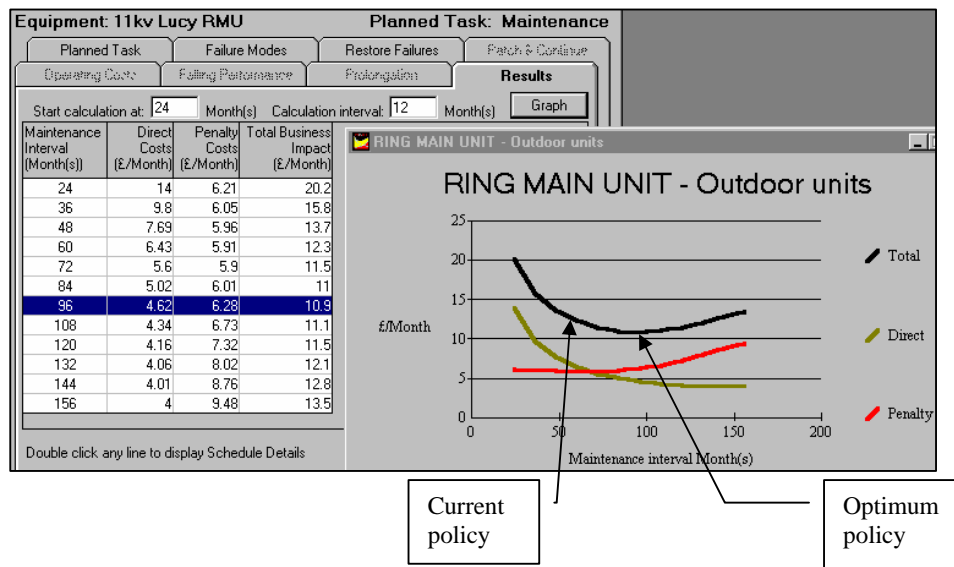 Equipment: 11kv Lucy RMU Planned Task: Maintenance
Planned Task Failure Modes Restore Failures Patch & Continue
Operating Costs Falling Performance Prolongation Results
Start calculation at: 24 Month(s) Calculation interval: 12 Month(s) Graph
Maintenance Interval (Month(s)) Direct Costs (£/Month) Penalty Costs (£/Month) Total Business Impact (£/Month)
24 14 6.21 20.2
36 9.8 6.05 15.8
48 7.69 5.96 13.7
60 6.43 5.91 12.3
72 5.6 5.9 11.5
84 5.02 6.01 11
96 4.62 6.28 10.9
108 4.34 6.73 11.1
120 4.16 7.32 11.5
132 4.06 8.02 12.1
144 4.01 8.76 12.8
156 4 9.48 13.5
Double click any line to display Schedule Details
RING MAIN UNIT - Outdoor units
RING MAIN UNIT - Outdoor units
25
20
15
10
5
0
£/Month
0 50 100 150 200
Maintenance interval Month(s)
Total
Direct
Penalty
Current
policy
Optimum
policy